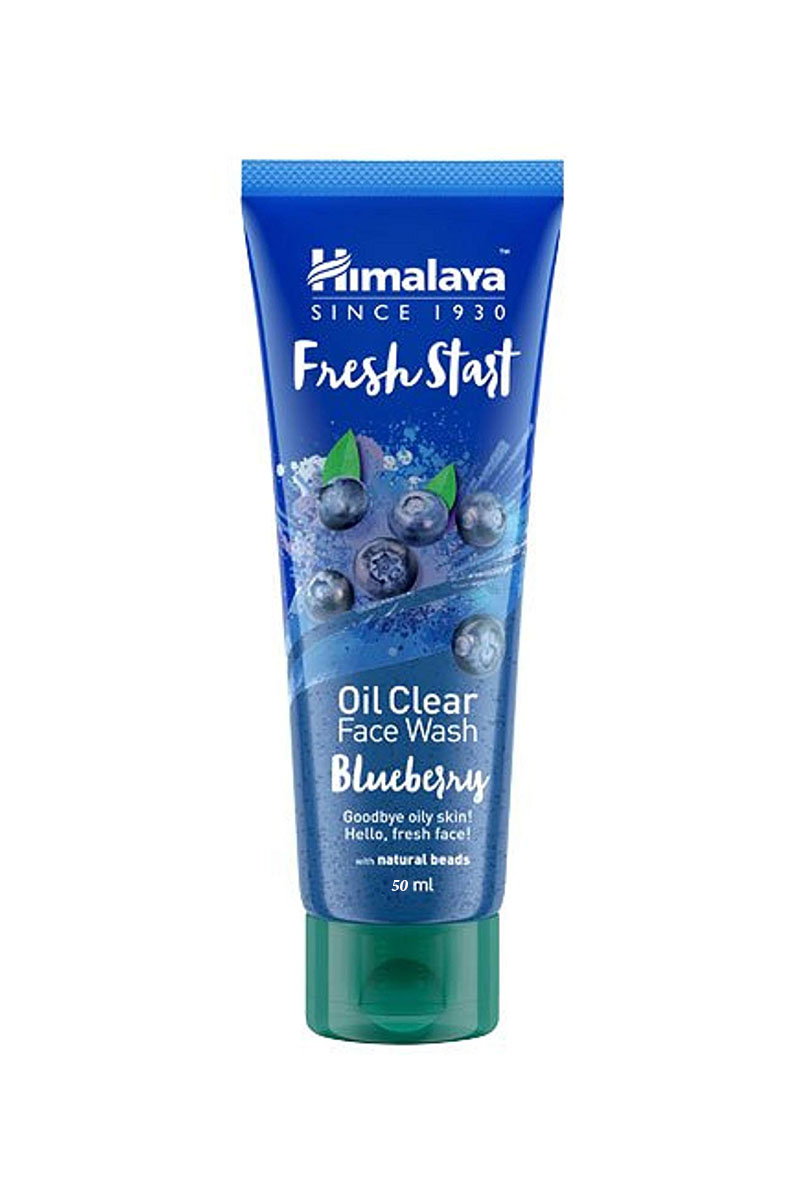 Himalaya™
SINCE 1930
Fresh Start
Oil Clear
Face Wash
Blueberry
Goodbye oily skin!
Hello, fresh face!
with natural beads
50 ml